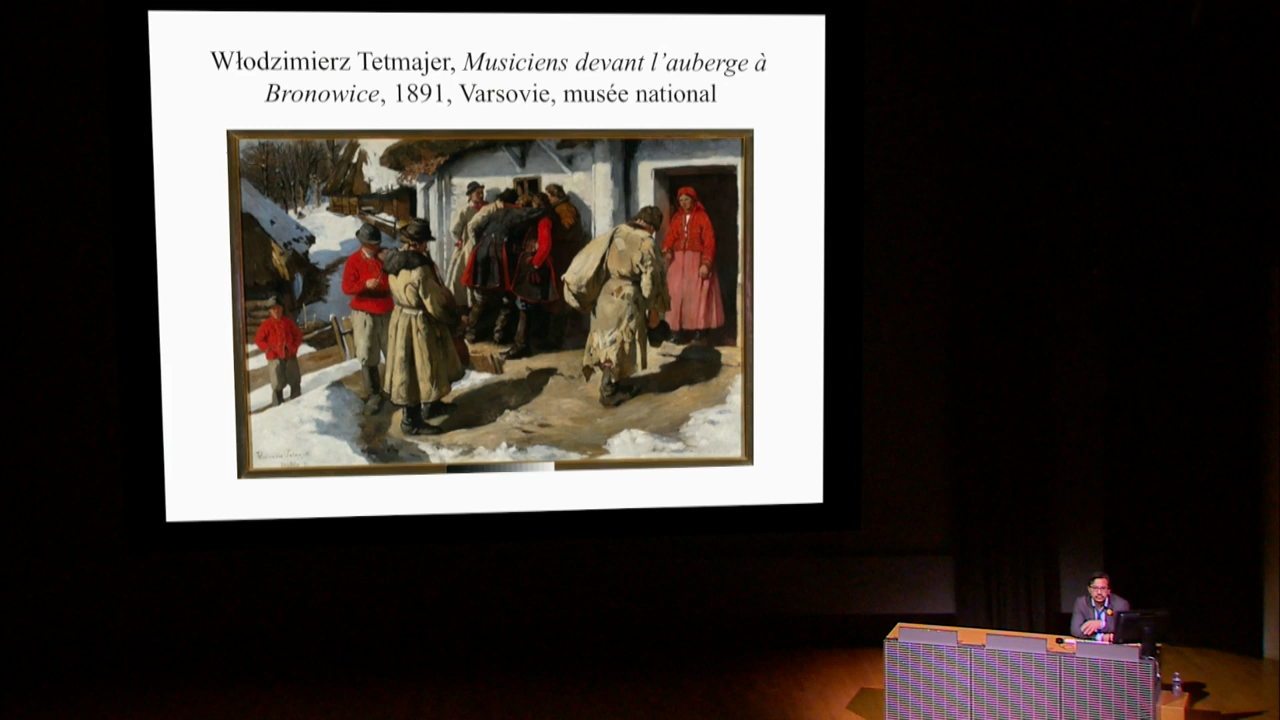 Włodzimierz Tetmajer, Musiciens devant l’auberge à
Bronowice, 1891, Varsovie, musée national